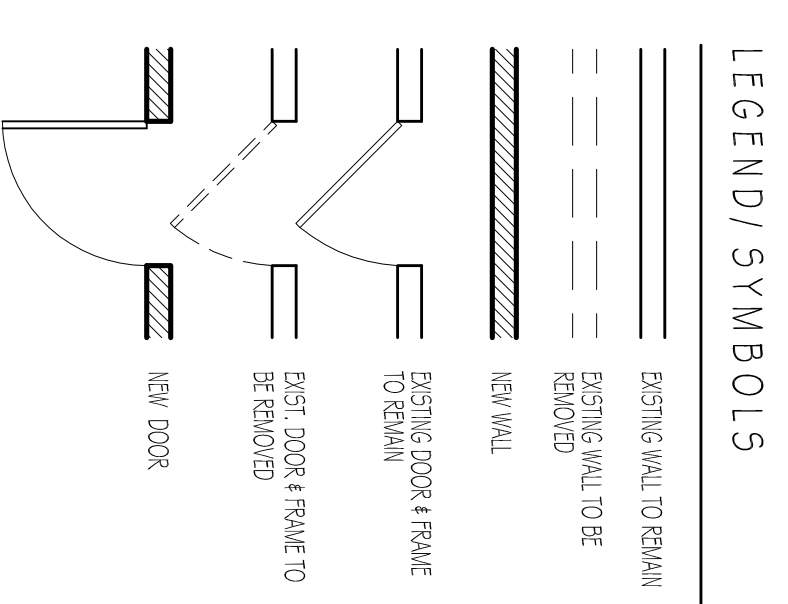 LEGEND/SYMBOLS
EXISTING WALL TO REMAIN
EXISTING WALL TO BE
REMOVED
NEW WALL
EXISTING DOOR & FRAME
TO REMAIN
EXIST. DOOR & FRAME TO
BE REMOVED
NEW DOOR